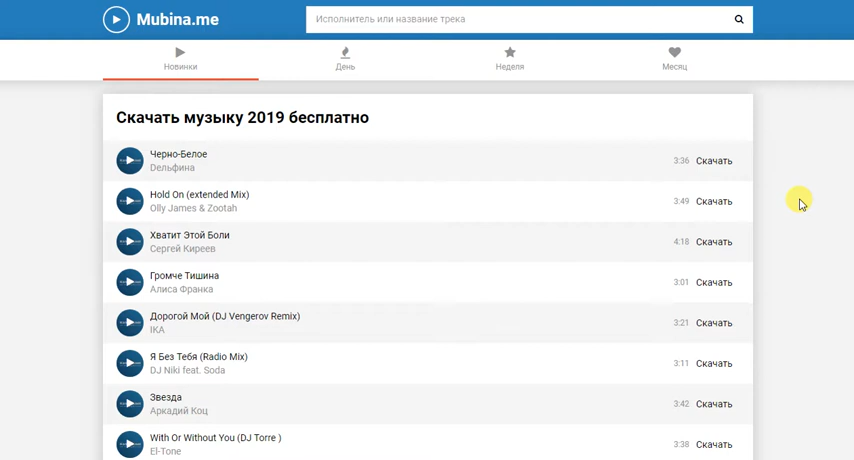 Mubina.me
Исполнитель или название трека
Новинки
День
Неделя
Месяц
Скачать музыку 2019 бесплатно
Черно-Белое
Dельфина
3:36 Скачать
Hold On (extended Mix)
Olly James & Zootah
3:49 Скачать
Хватит Этой Боли
Сергей Киреев
4:18 Скачать
Громче Тишина
Алиса Франка
3:01 Скачать
Дорогой Мой (DJ Vengerov Remix)
IKA
3:21 Скачать
Я Без Тебя (Radio Mix)
DJ Niki feat. Soda
3:11 Скачать
Звезда
Аркадий Коц
3:42 Скачать
With Or Without You (DJ Torre )
El-Tone
3:38 Скачать